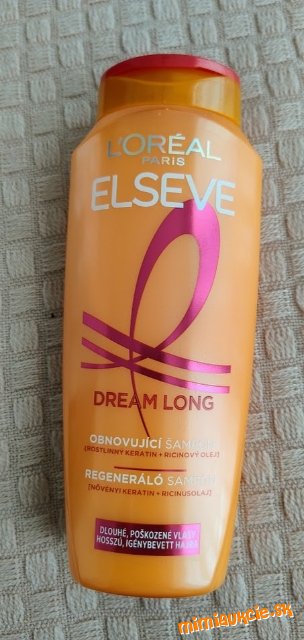 L'ORÉAL
PARIS
ELSEVE
DREAM LONG
OBNOVUJÍCÍ ŠAMPON
[ROSTLINNÝ KERATIN + RICINOVÝ OLEJ]
REGENERÁLÓ SAMPON
[NÖVÉNYI KERATIN + RICINUSOLAJ]
DLOUHÉ, POŠKOZENÉ VLASY
HOSSZÚ, IGÉNYBEVETT HAJRA
mimiaukcie.sk